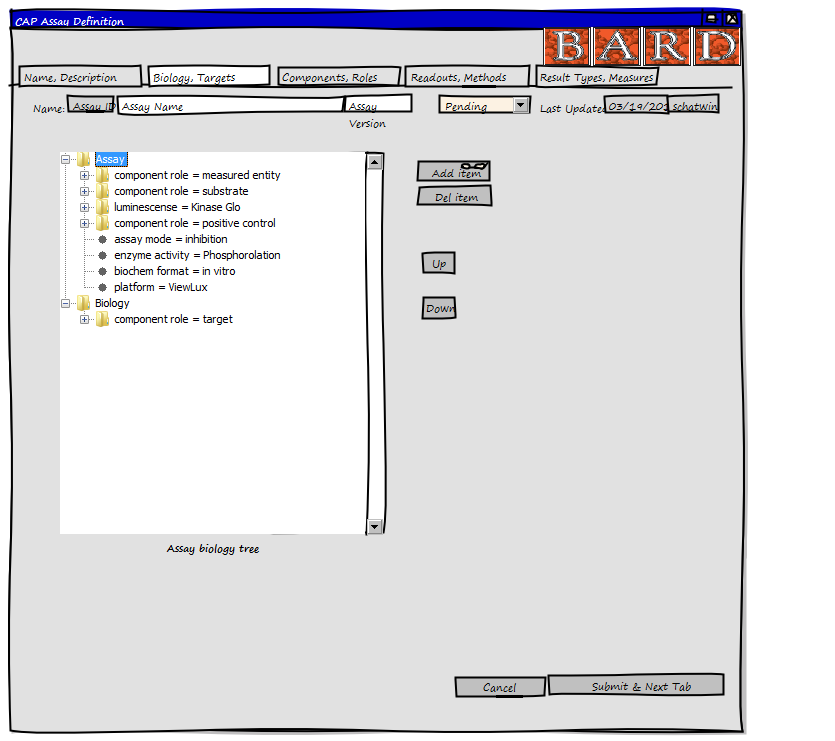 CAP Assay Definition
BARD
Name, Description
Biology, Targets
Components, Roles
Readouts, Methods
Result Types, Measures
Name: Assay ID Assay Name Assay Version
Pending
Last Update: 03/19/201 schatwin
Assay
component role = measured entity
component role = substrate
luminescense = Kinase Glo
component role = positive control
assay mode = inhibition
enzyme activity = Phosphorolation
biochem format = in vitro
platform = ViewLux
Biology
component role = target
Add item
Del item
Up
Down
Assay biology tree
Cancel
Submit & Next Tab